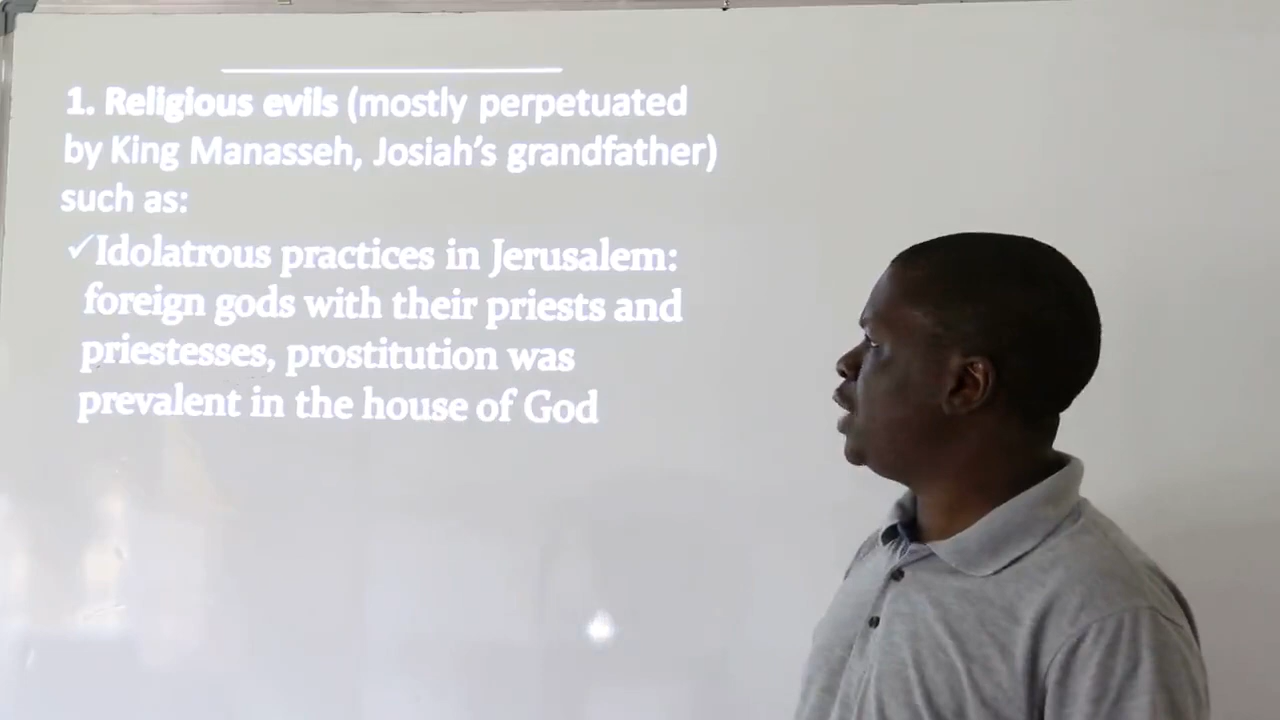 1. Religious evils (mostly perpetuated
by King Manasseh, Josiah's grandfather)
such as:
✓Idolatrous practices in Jerusalem:
foreign gods with their priests and
priestesses, prostitution was
prevalent in the house of God